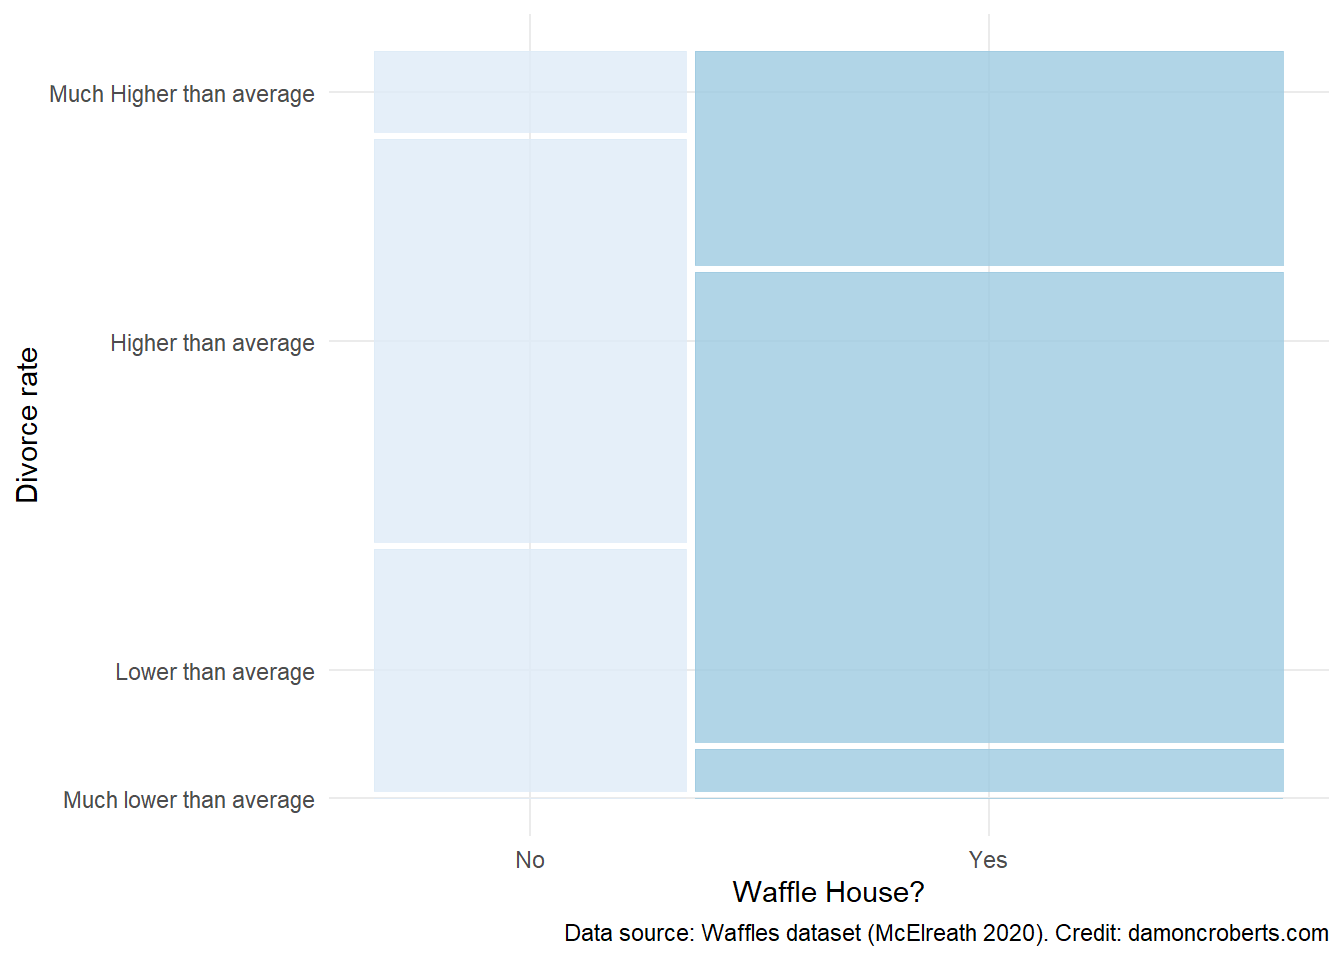 Much Higher than average
Higher than average
Lower than average
Much lower than average
Divorce rate
No
Yes
Waffle House?
Data source: Waffles dataset (McElreath 2020). Credit: damoncroberts.com